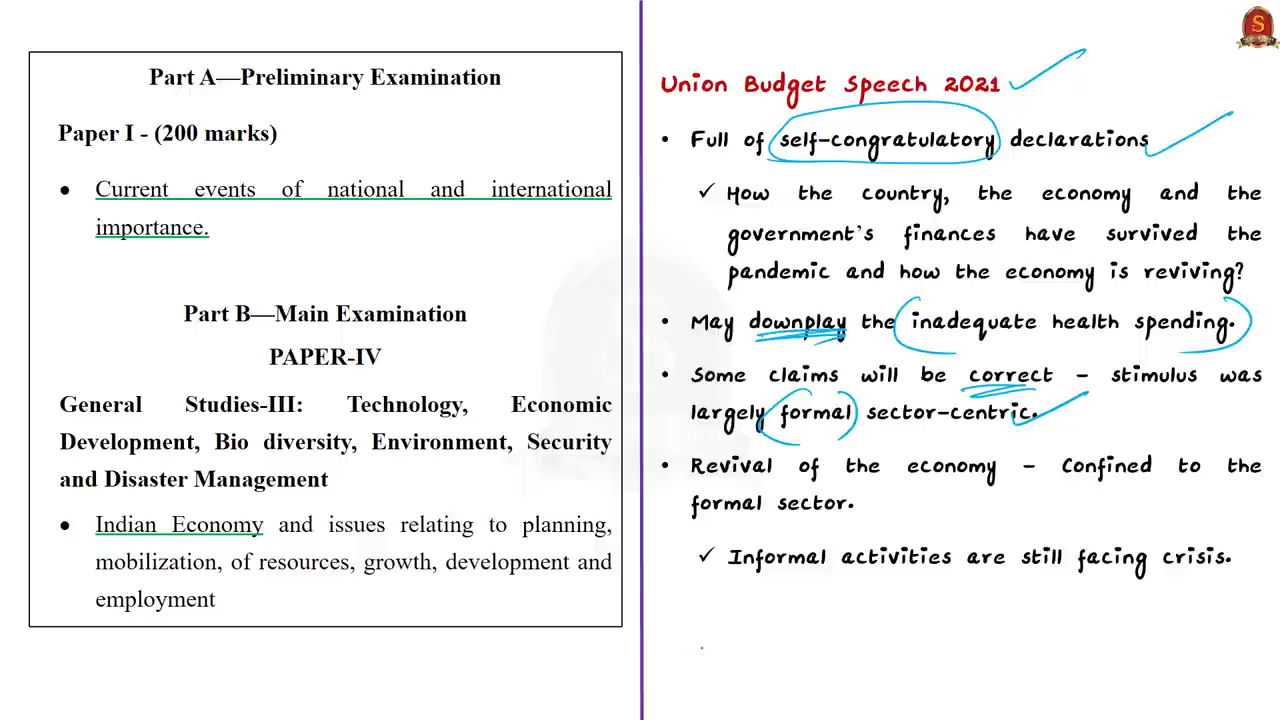 Part A—Preliminary Examination
Paper I - (200 marks)
• Current events of national and international
importance.
Part B—Main Examination
PAPER-IV
General Studies-III: Technology, Economic
Development, Bio diversity, Environment, Security
and Disaster Management
• Indian Economy and issues relating to planning,
mobilization, of resources, growth, development and
employment
Union Budget Speech 2021
• Full of self-congratulatory declarations
✓ How the country, the economy and the
government's finances have survived the
pandemic and how the economy is reviving?
• May downplay the inadequate health spending.
• Some claims will be correct – stimulus was
largely formal sector-centric.
• Revival of the economy – Confined to the
formal sector.
✓ Informal activities are still facing crisis.
S